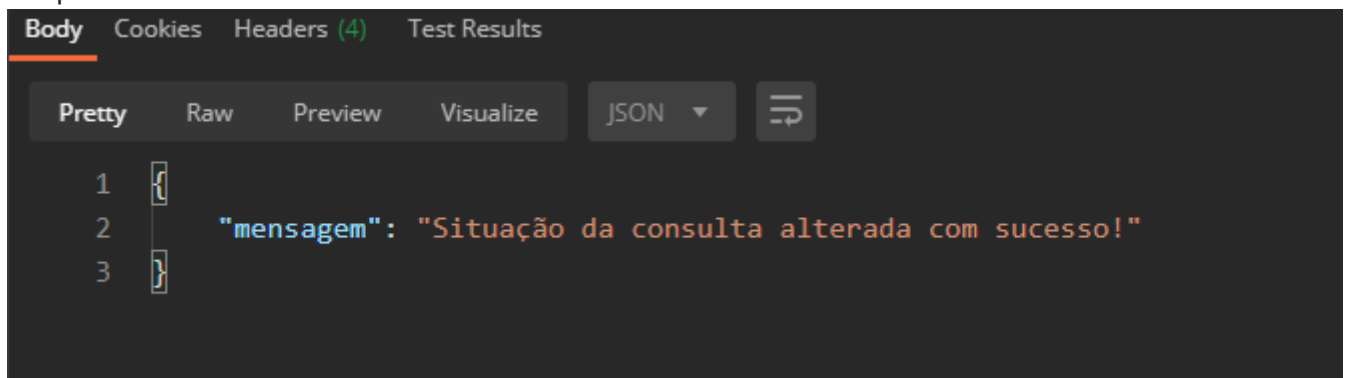 Body Cookies Headers (4) Test Results
Pretty Raw Preview Visualize JSON
1 {
2 "mensagem": "Situação da consulta alterada com sucesso!"
3 }